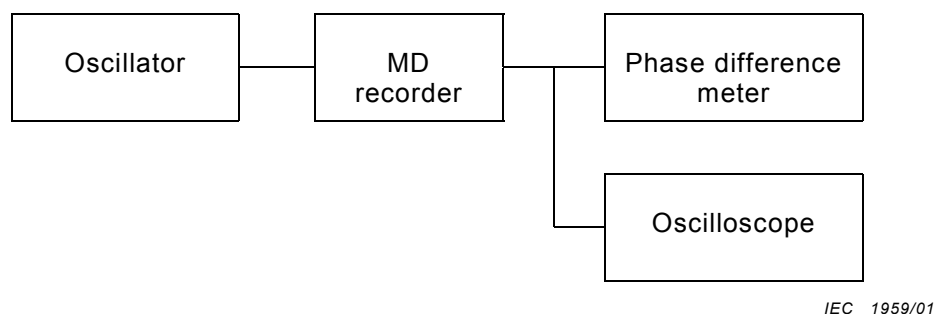 Oscillator
MD
recorder
Phase difference
meter
Oscilloscope
IEC 1959/01